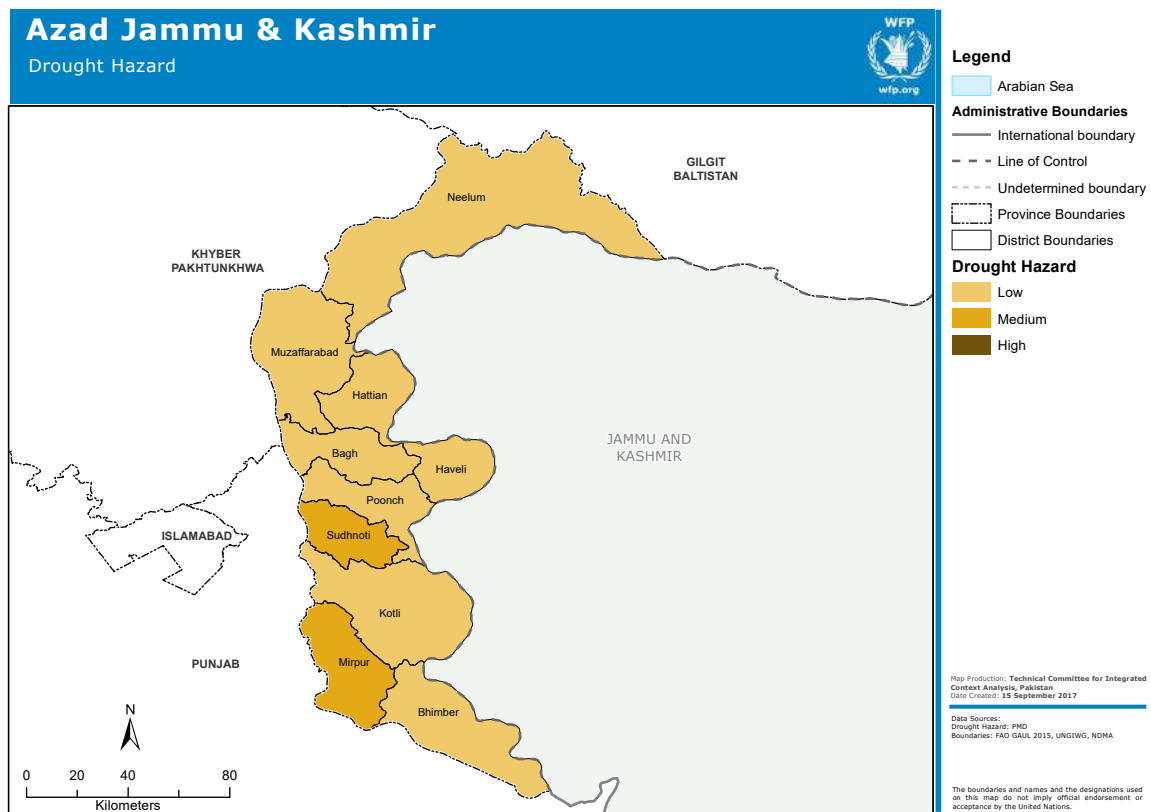 Azad Jammu & Kashmir
Drought Hazard
WFP
wfp.org
Legend
Arabian Sea
Administrative Boundaries
International boundary
Line of Control
Undetermined boundary
Province Boundaries
District Boundaries
Drought Hazard
Low
Medium
High
GILGIT
BALTISTAN
Neelum
KHYBER
PAKHTUNKHWA
Muzaffarabad
Hattian
JAMMU AND
KASHMIR
Bagh
Haveli
Poonch
ISLAMABAD
Sudhnoti
Kotli
PUNJAB
Mirpur
Bhimber
N
0 20 40 80
Kilometers
Map Production: Technical Committee for Integrated
Context Analysis, Pakistan
Date Created: 15 September 2017
Data Sources:
Drought Hazard: PMD
Boundaries: FAO GAUL 2015, UNGIWG, NDMA
The boundaries and names and the designations used
on this map do not imply official endorsement or
acceptance by the United Nations.